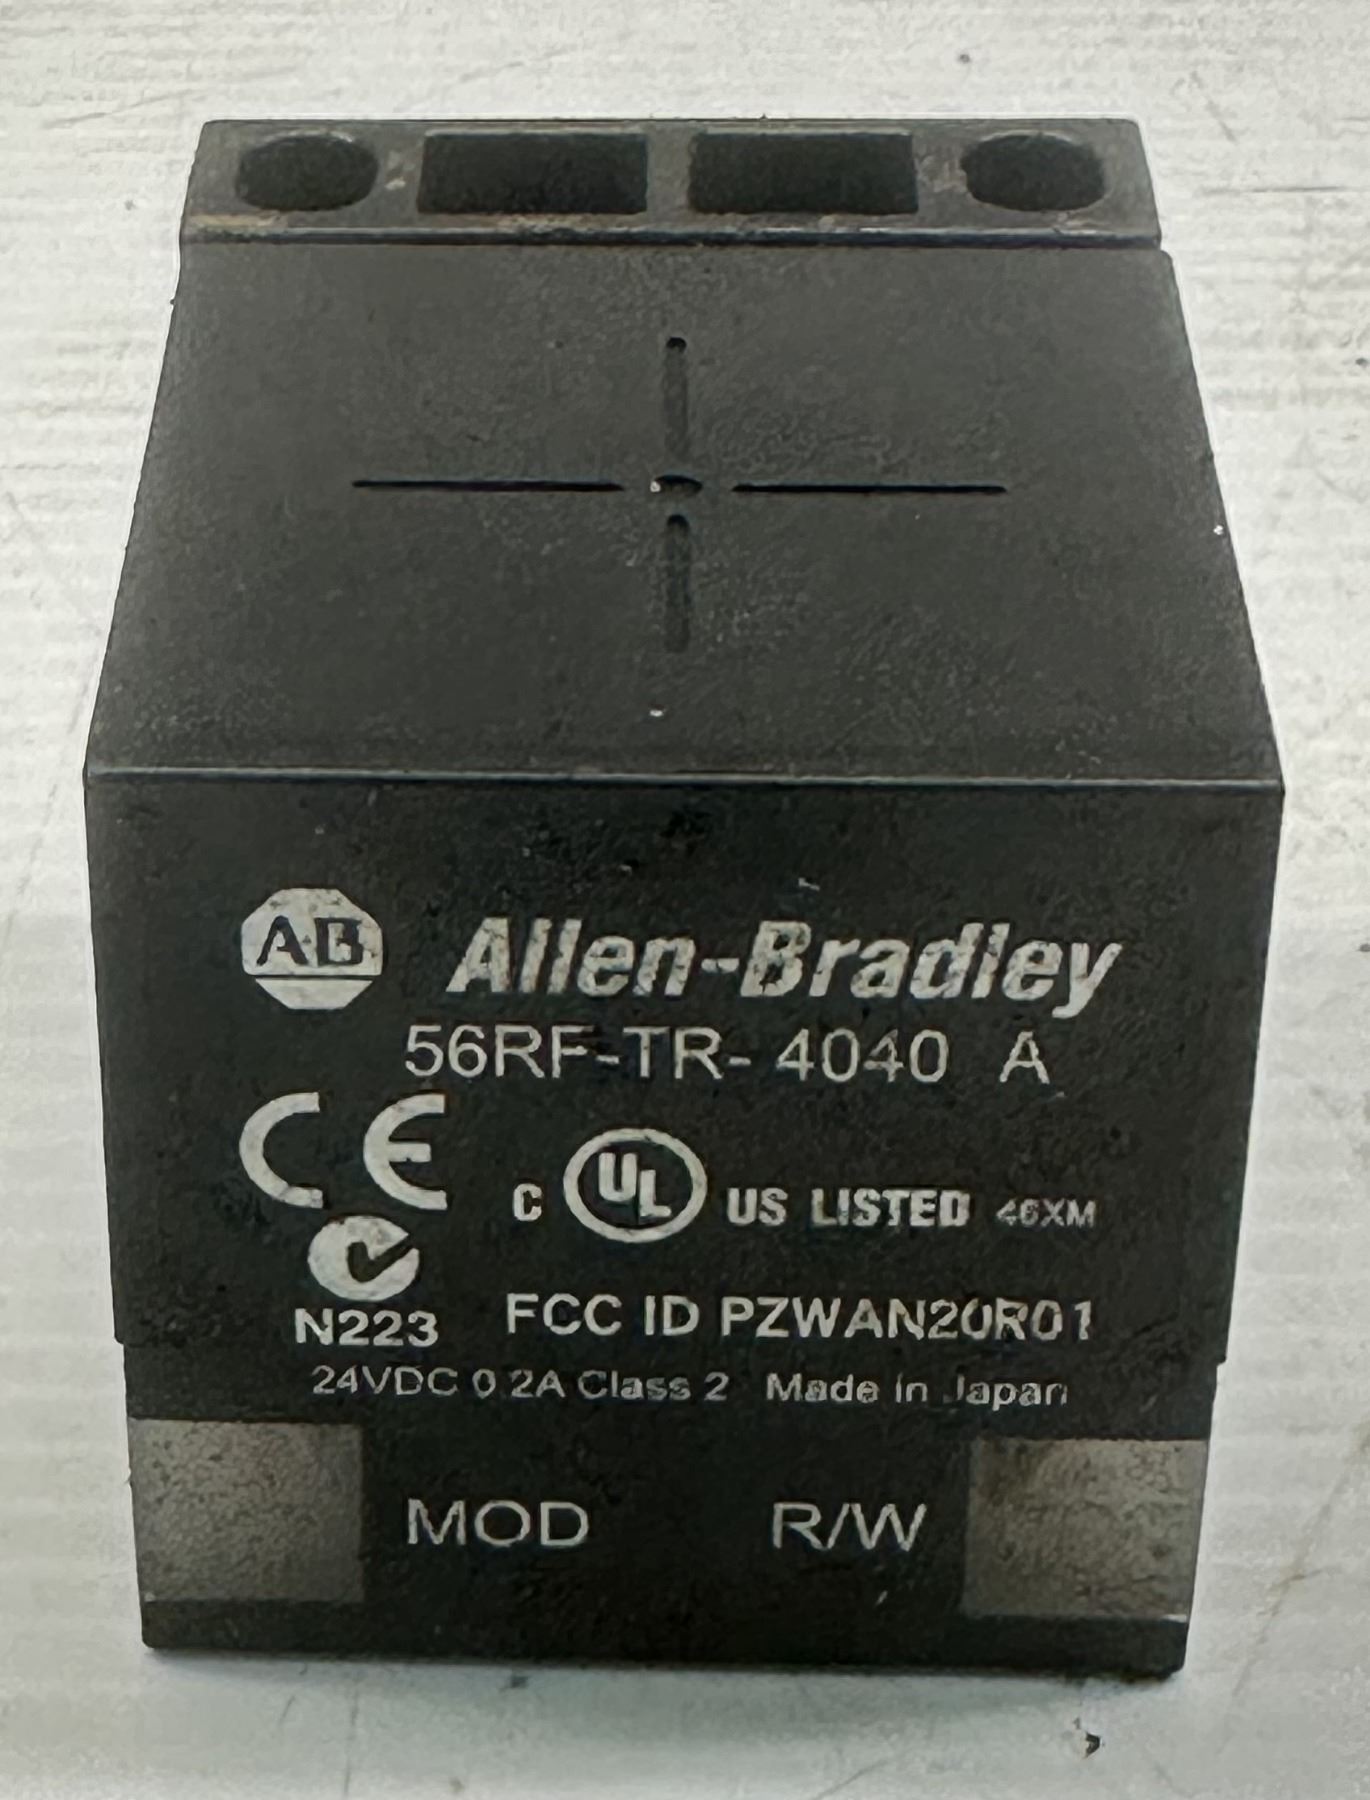 AB Allen-Bradley
56RF-TR- 4040 A
CE C UL US LISTED 46XM
N223 FCC ID PZWAN20R01
24VDC 0.2A Class 2 Made in Japan
MOD R/W